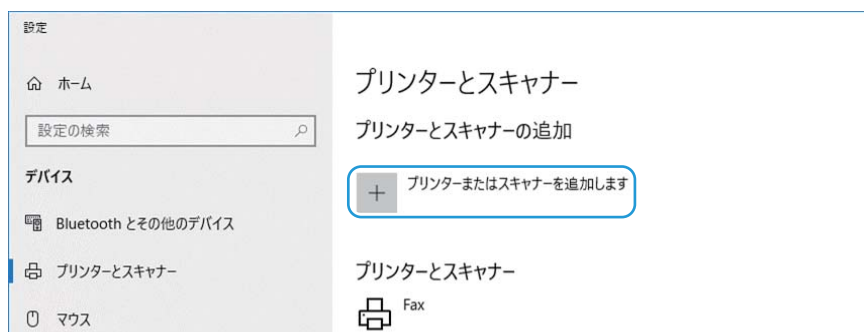 設定
ホーム
設定の検索
デバイス
Bluetooth とその他のデバイス
プリンターとスキャナー
マウス
プリンターとスキャナー
プリンターとスキャナーの追加
プリンターまたはスキャナーを追加します
プリンターとスキャナー
Fax